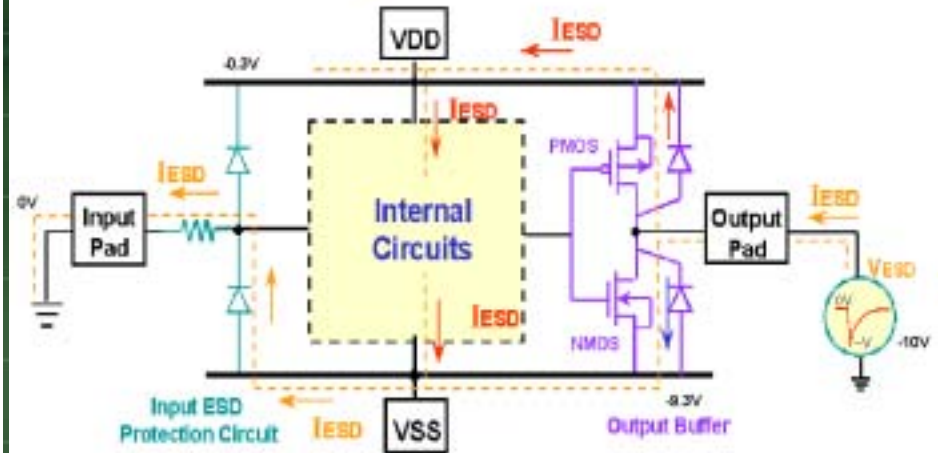 VDD
IESD
-0.3V
IESD
PMOS
IESD
0V
Input
Pad
Internal
Circuits
Output
Pad
IESD
VESD
0V
-V
-10V
IESD
NMOS
-9.3V
Input ESD
Protection Circuit
IESD
VSS
Output Buffer